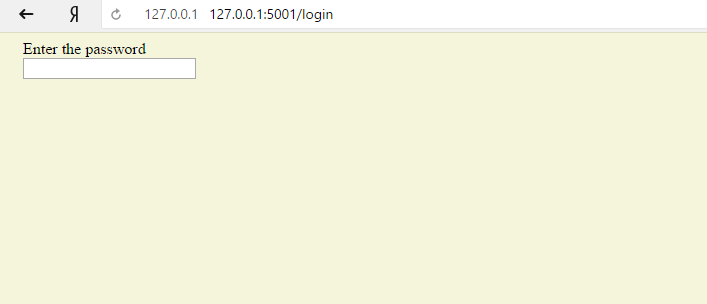 Я 127.0.0.1 127.0.0.1:5001/login
Enter the password